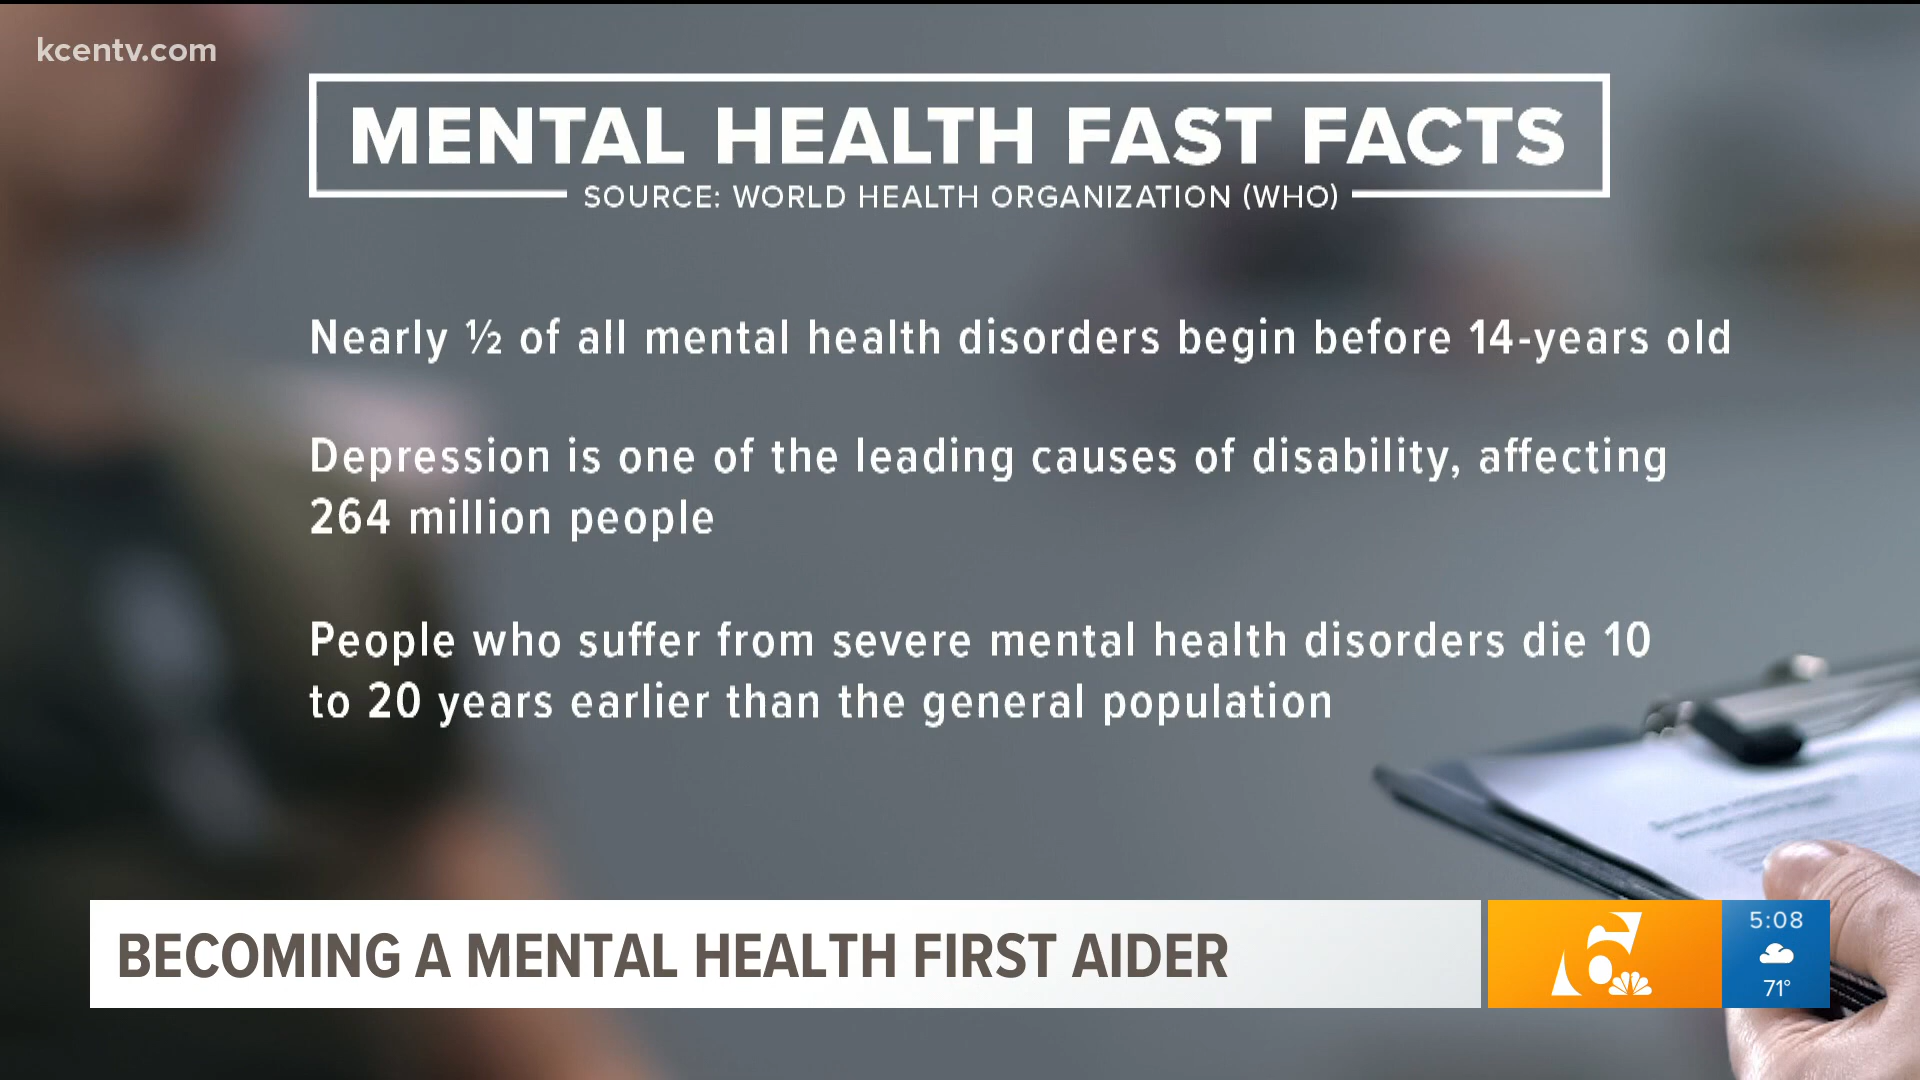 kcentv.com
MENTAL HEALTH FAST FACTS
SOURCE: WORLD HEALTH ORGANIZATION (WHO)
Nearly ½ of all mental health disorders begin before 14-years old
Depression is one of the leading causes of disability, affecting
264 million people
People who suffer from severe mental health disorders die 10
to 20 years earlier than the general population
BECOMING A MENTAL HEALTH FIRST AIDER
6
5:08
71°